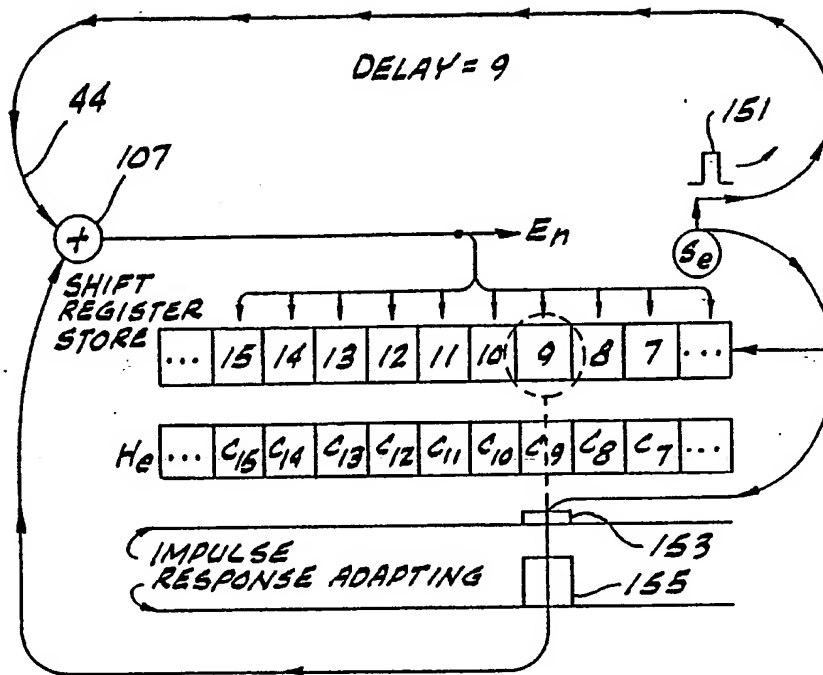 DELAY = 9
151
44
107
+
En
Se
SHIFT
REGISTER
STORE
... 15 14 13 12 11 10 9 8 7 ...
He ... C15 C14 C13 C12 C11 C10 C9 C8 C7 ...
153
IMPULSE
RESPONSE ADAPTING
155